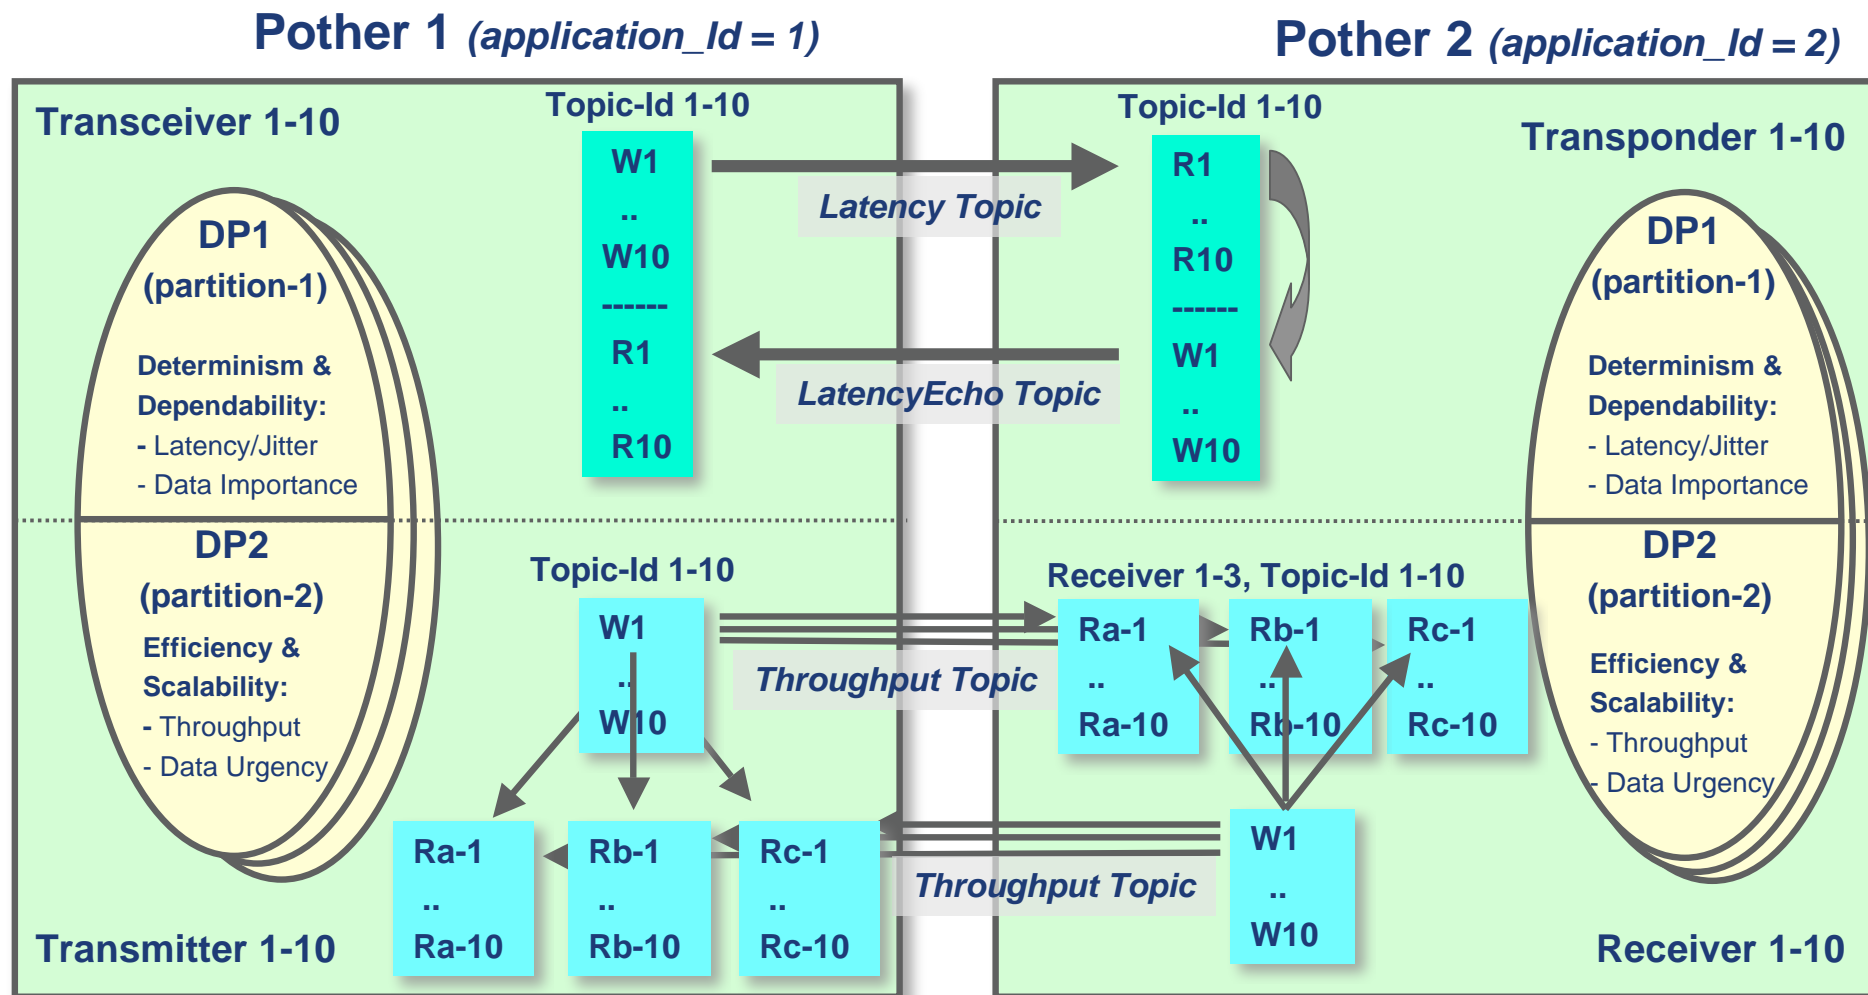 Pother 1 (application_Id = 1)
Pother 2 (application_Id = 2)
Transceiver 1-10
Topic-Id 1-10
W1
..
W10
------
R1
..
R10
Latency Topic
LatencyEcho Topic
Topic-Id 1-10
R1
..
R10
------
W1
..
W10
Transponder 1-10
DP1
(partition-1)
Determinism &
Dependability:
- Latency/Jitter
- Data Importance
DP2
(partition-2)
Efficiency &
Scalability:
- Throughput
- Data Urgency
DP1
(partition-1)
Determinism &
Dependability:
- Latency/Jitter
- Data Importance
DP2
(partition-2)
Efficiency &
Scalability:
- Throughput
- Data Urgency
Topic-Id 1-10
W1
..
W10
Throughput Topic
Receiver 1-3, Topic-Id 1-10
Ra-1
..
Ra-10
Rb-1
..
Rb-10
Rc-1
..
Rc-10
Ra-1
..
Ra-10
Rb-1
..
Rb-10
Rc-1
..
Rc-10
Throughput Topic
W1
..
W10
Transmitter 1-10
Receiver 1-10